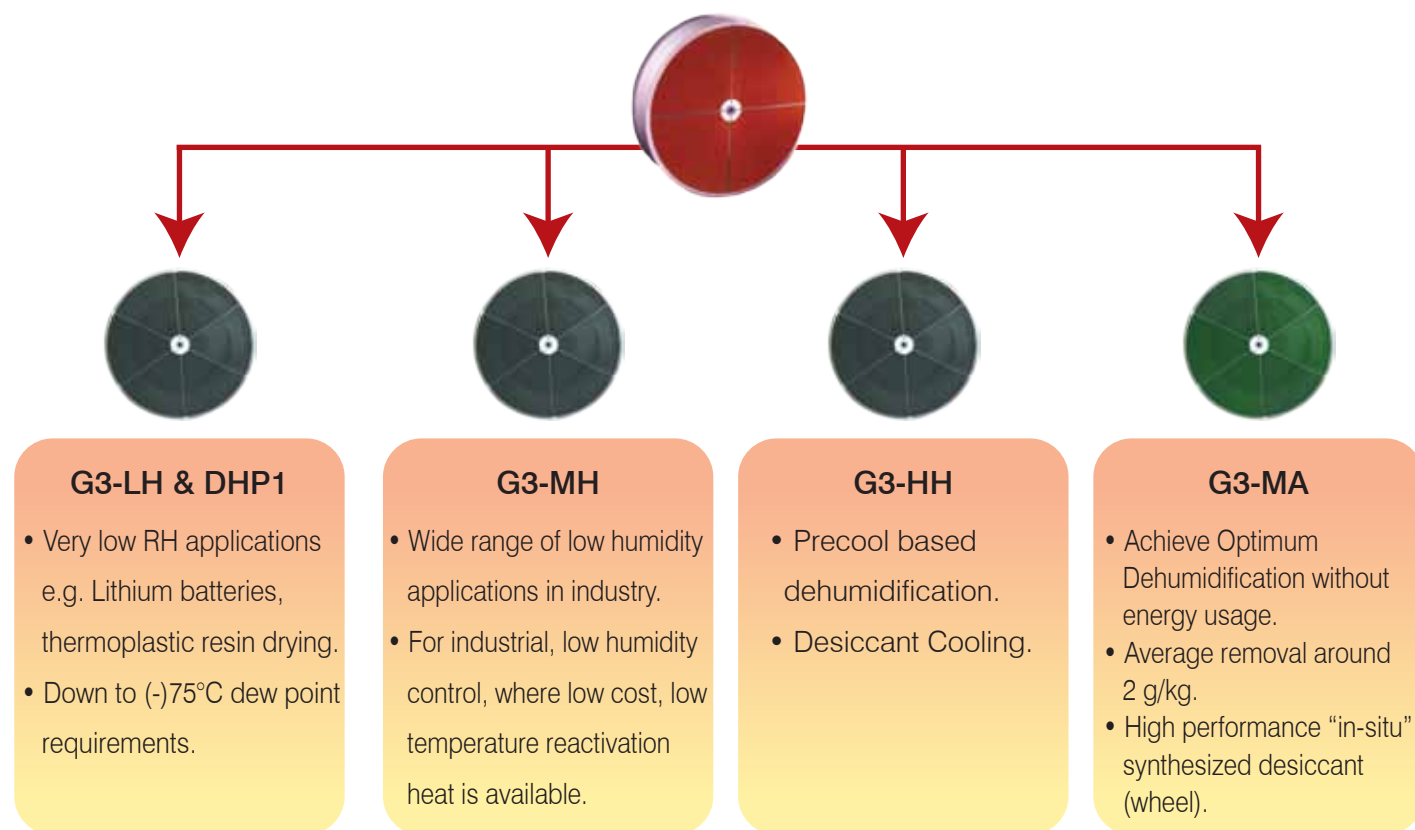 G3-LH & DHP1
• Very low RH applications
e.g. Lithium batteries,
thermoplastic resin drying.
• Down to (-)75°C dew point
requirements.
G3-MH
• Wide range of low humidity
applications in industry.
• For industrial, low humidity
control, where low cost, low
temperature reactivation
heat is available.
G3-HH
• Precool based
dehumidification.
• Desiccant Cooling.
G3-MA
• Achieve Optimum
Dehumidification without
energy usage.
• Average removal around
2 g/kg.
• High performance “in-situ”
synthesized desiccant
(wheel).